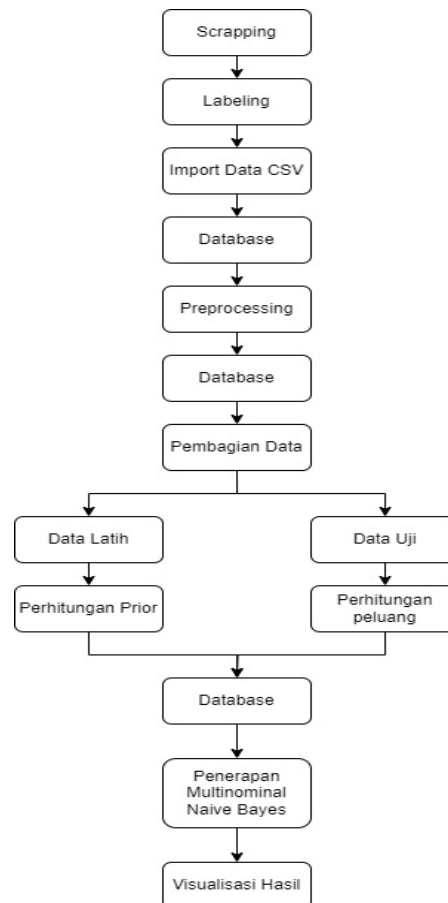 Scrapping
Labeling
Import Data CSV
Database
Preprocessing
Database
Pembagian Data
Data Latih
Data Uji
Perhitungan Prior
Perhitungan
peluang
Database
Penerapan
Multinominal
Naive Bayes
Visualisasi Hasil